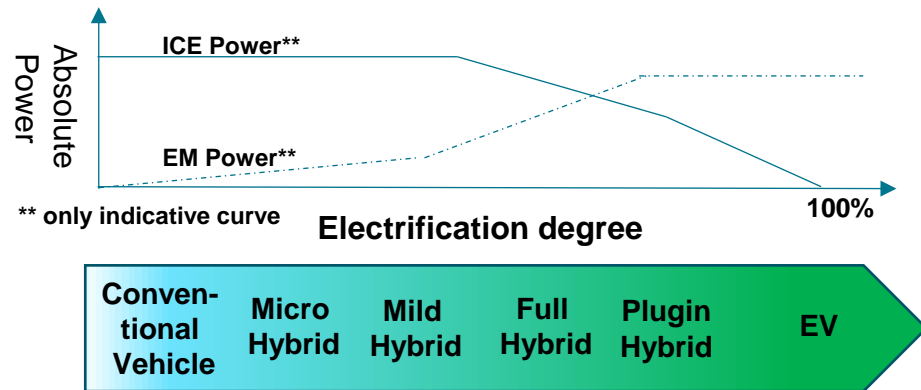 ICE Power**
Absolute
Power
EM Power**
** only indicative curve
100%
Electrification degree
Conven-
tional
Vehicle
Micro
Hybrid
Mild
Hybrid
Full
Hybrid
Plugin
Hybrid
EV